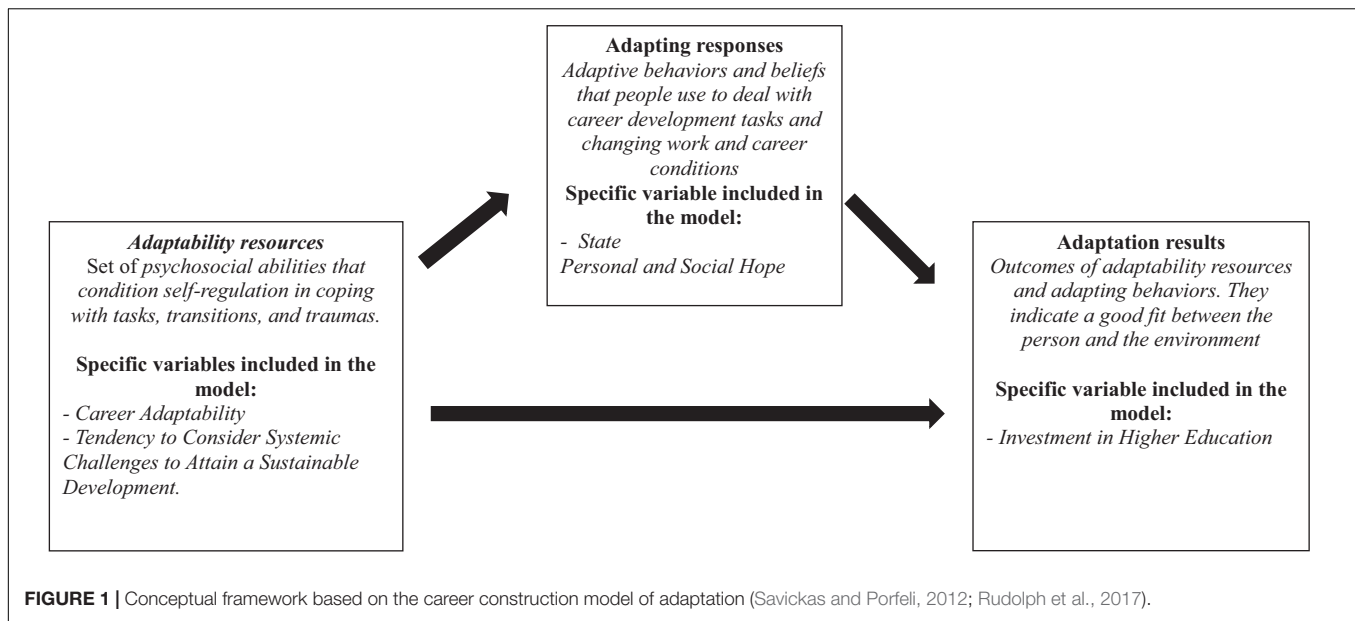 Adapting responses
Adaptive behaviors and beliefs
that people use to deal with
career development tasks and
changing work and career
conditions
Specific variable included in
the model:
- State
Personal and Social Hope
Adaptability resources
Set of psychosocial abilities that
condition self-regulation in coping
with tasks, transitions, and traumas.
Specific variables included in the
model:
- Career Adaptability
- Tendency to Consider Systemic
Challenges to Attain a Sustainable
Development.
Adaptation results
Outcomes of adaptability resources
and adapting behaviors. They
indicate a good fit between the
person and the environment
Specific variable included in the
model:
- Investment in Higher Education
FIGURE 1 | Conceptual framework based on the career construction model of adaptation (Savickas and Porfeli, 2012; Rudolph et al., 2017).